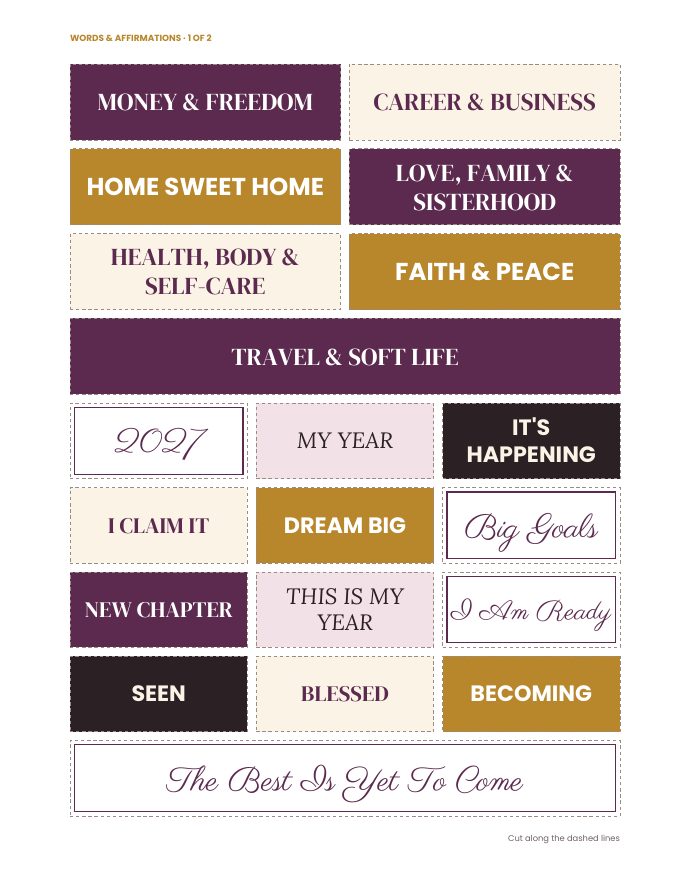 WORDS & AFFIRMATIONS · 1 OF 2
MONEY & FREEDOM
CAREER & BUSINESS
HOME SWEET HOME
LOVE, FAMILY &
SISTERHOOD
HEALTH, BODY &
SELF-CARE
FAITH & PEACE
TRAVEL & SOFT LIFE
2027
MY YEAR
IT'S
HAPPENING
I CLAIM IT
DREAM BIG
Big Goals
NEW CHAPTER
THIS IS MY
YEAR
I Am Ready
SEEN
BLESSED
BECOMING
The Best Is Yet To Come
Cut along the dashed lines